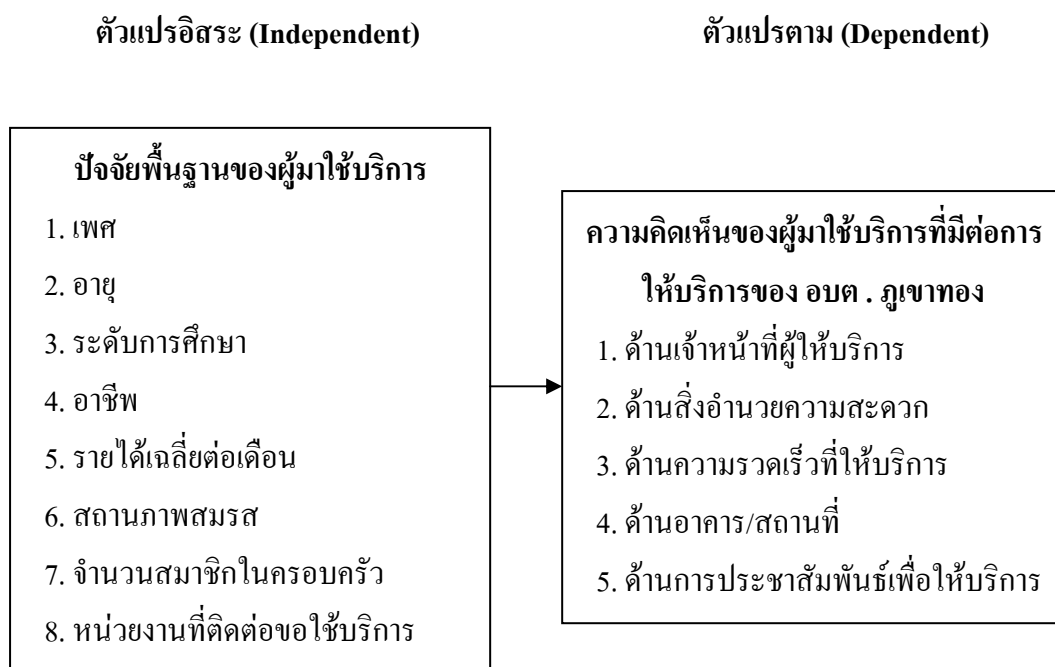 ตัวแปรอิสระ (Independent)
ตัวแปรตาม (Dependent)
ปัจจัยพื้นฐานของผู้มาใช้บริการ
1. เพศ
2. อายุ
3. ระดับการศึกษา
4. อาชีพ
5. รายได้เฉลี่ยต่อเดือน
6. สถานภาพสมรส
7. จำนวนสมาชิกในครอบครัว
8. หน่วยงานที่ติดต่อขอใช้บริการ
ความคิดเห็นของผู้มาใช้บริการที่มีต่อการ
ให้บริการของ อบต . ภูเขาทอง
1. ด้านเจ้าหน้าที่ผู้ให้บริการ
2. ด้านสิ่งอำนวยความสะดวก
3. ด้านความรวดเร็วที่ให้บริการ
4. ด้านอาคาร/สถานที่
5. ด้านการประชาสัมพันธ์เพื่อให้บริการ